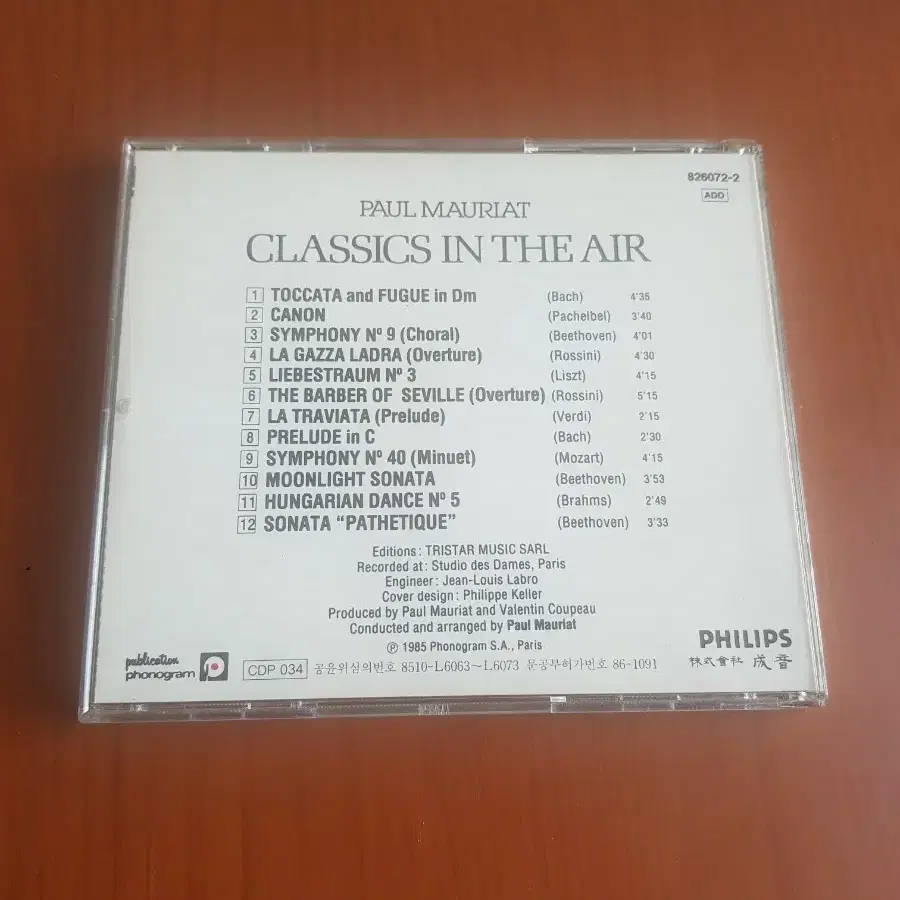 826072-2
ADD
PAUL MAURIAT
CLASSICS IN THE AIR
1 TOCCATA and FUGUE in Dm (Bach) 4'35
2 CANON (Pachelbel) 3'40
3 SYMPHONY Nº 9 (Choral) (Beethoven) 4'01
4 LA GAZZA LADRA (Overture) (Rossini) 4'30
5 LIEBESTRAUM Nº 3 (Liszt) 4'15
6 THE BARBER OF SEVILLE (Overture) (Rossini) 5'15
7 LA TRAVIATA (Prelude) (Verdi) 2'15
8 PRELUDE in C (Bach) 2'30
9 SYMPHONY Nº 40 (Minuet) (Mozart) 4'15
10 MOONLIGHT SONATA (Beethoven) 3'53
11 HUNGARIAN DANCE Nº 5 (Brahms) 2'49
12 SONATA “PATHETIQUE” (Beethoven) 3'33
Editions: TRISTAR MUSIC SARL
Recorded at: Studio des Dames, Paris
Engineer: Jean-Louis Labro
Cover design: Philippe Keller
Produced by Paul Mauriat and Valentin Coupeau
Conducted and arranged by Paul Mauriat
℗ 1985 Phonogram S.A., Paris
PHILIPS
株式會社 成音
publication
phonogram
CDP 034 공윤위심의번호 8510-L6063~L6073 문공부허가번호 86-1091